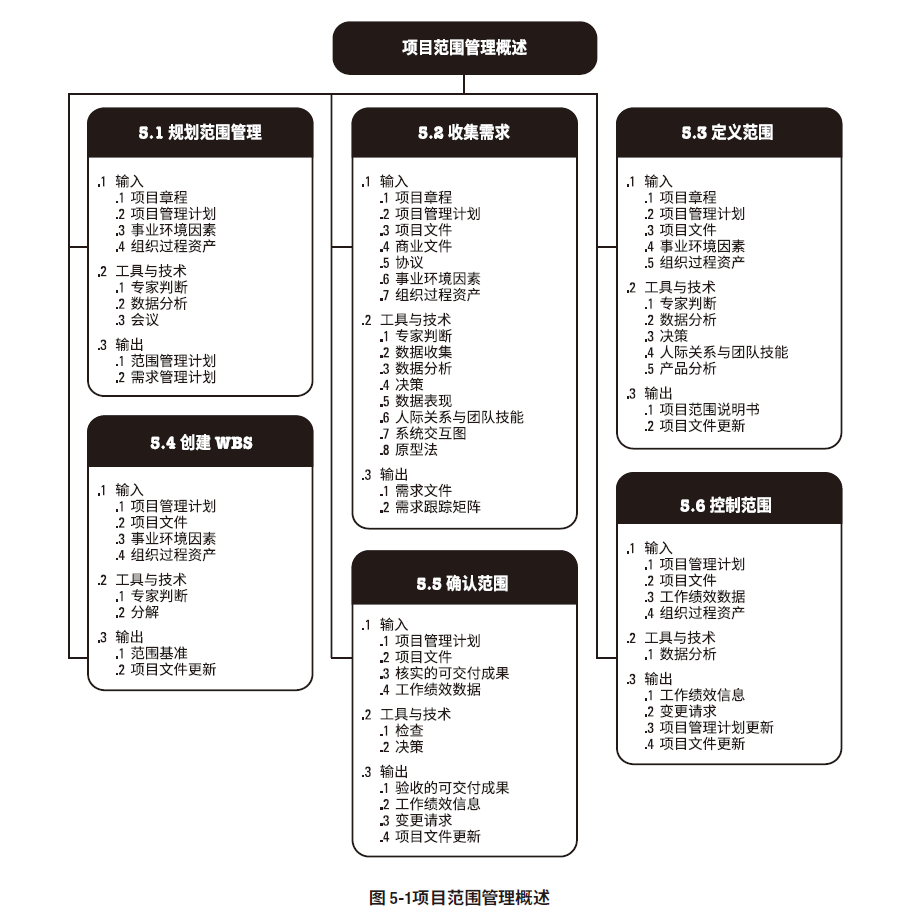 项目范围管理概述
5.1 规划范围管理
.1 输入
.1 项目章程
.2 项目管理计划
.3 事业环境因素
.4 组织过程资产
.2 工具与技术
.1 专家判断
.2 数据分析
.3 会议
.3 输出
.1 范围管理计划
.2 需求管理计划
5.2 收集需求
.1 输入
.1 项目章程
.2 项目管理计划
.3 项目文件
.4 商业文件
.5 协议
.6 事业环境因素
.7 组织过程资产
.2 工具与技术
.1 专家判断
.2 数据收集
.3 数据分析
.4 决策
.5 数据表现
.6 人际关系与团队技能
.7 系统交互图
.8 原型法
.3 输出
.1 需求文件
.2 需求跟踪矩阵
5.3 定义范围
.1 输入
.1 项目章程
.2 项目管理计划
.3 项目文件
.4 事业环境因素
.5 组织过程资产
.2 工具与技术
.1 专家判断
.2 数据分析
.3 决策
.4 人际关系与团队技能
.5 产品分析
.3 输出
.1 项目范围说明书
.2 项目文件更新
5.4 创建 WBS
.1 输入
.1 项目管理计划
.2 项目文件
.3 事业环境因素
.4 组织过程资产
.2 工具与技术
.1 专家判断
.2 分解
.3 输出
.1 范围基准
.2 项目文件更新
5.5 确认范围
.1 输入
.1 项目管理计划
.2 项目文件
.3 核实的可交付成果
.4 工作绩效数据
.2 工具与技术
.1 检查
.2 决策
.3 输出
.1 验收的可交付成果
.2 工作绩效信息
.3 变更请求
.4 项目文件更新
5.6 控制范围
.1 输入
.1 项目管理计划
.2 项目文件
.3 工作绩效数据
.4 组织过程资产
.2 工具与技术
.1 数据分析
.3 输出
.1 工作绩效信息
.2 变更请求
.3 项目管理计划更新
.4 项目文件更新
图 5-1项目范围管理概述